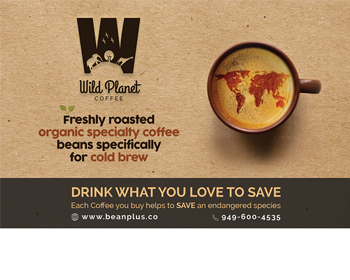 W
Wild Planet
COFFEE
Freshly roasted
organic specialty coffee
beans specifically
for cold brew
DRINK WHAT YOU LOVE TO SAVE
Each Coffee you buy helps to SAVE an endangered species
www.beanplus.co 949-600-4535